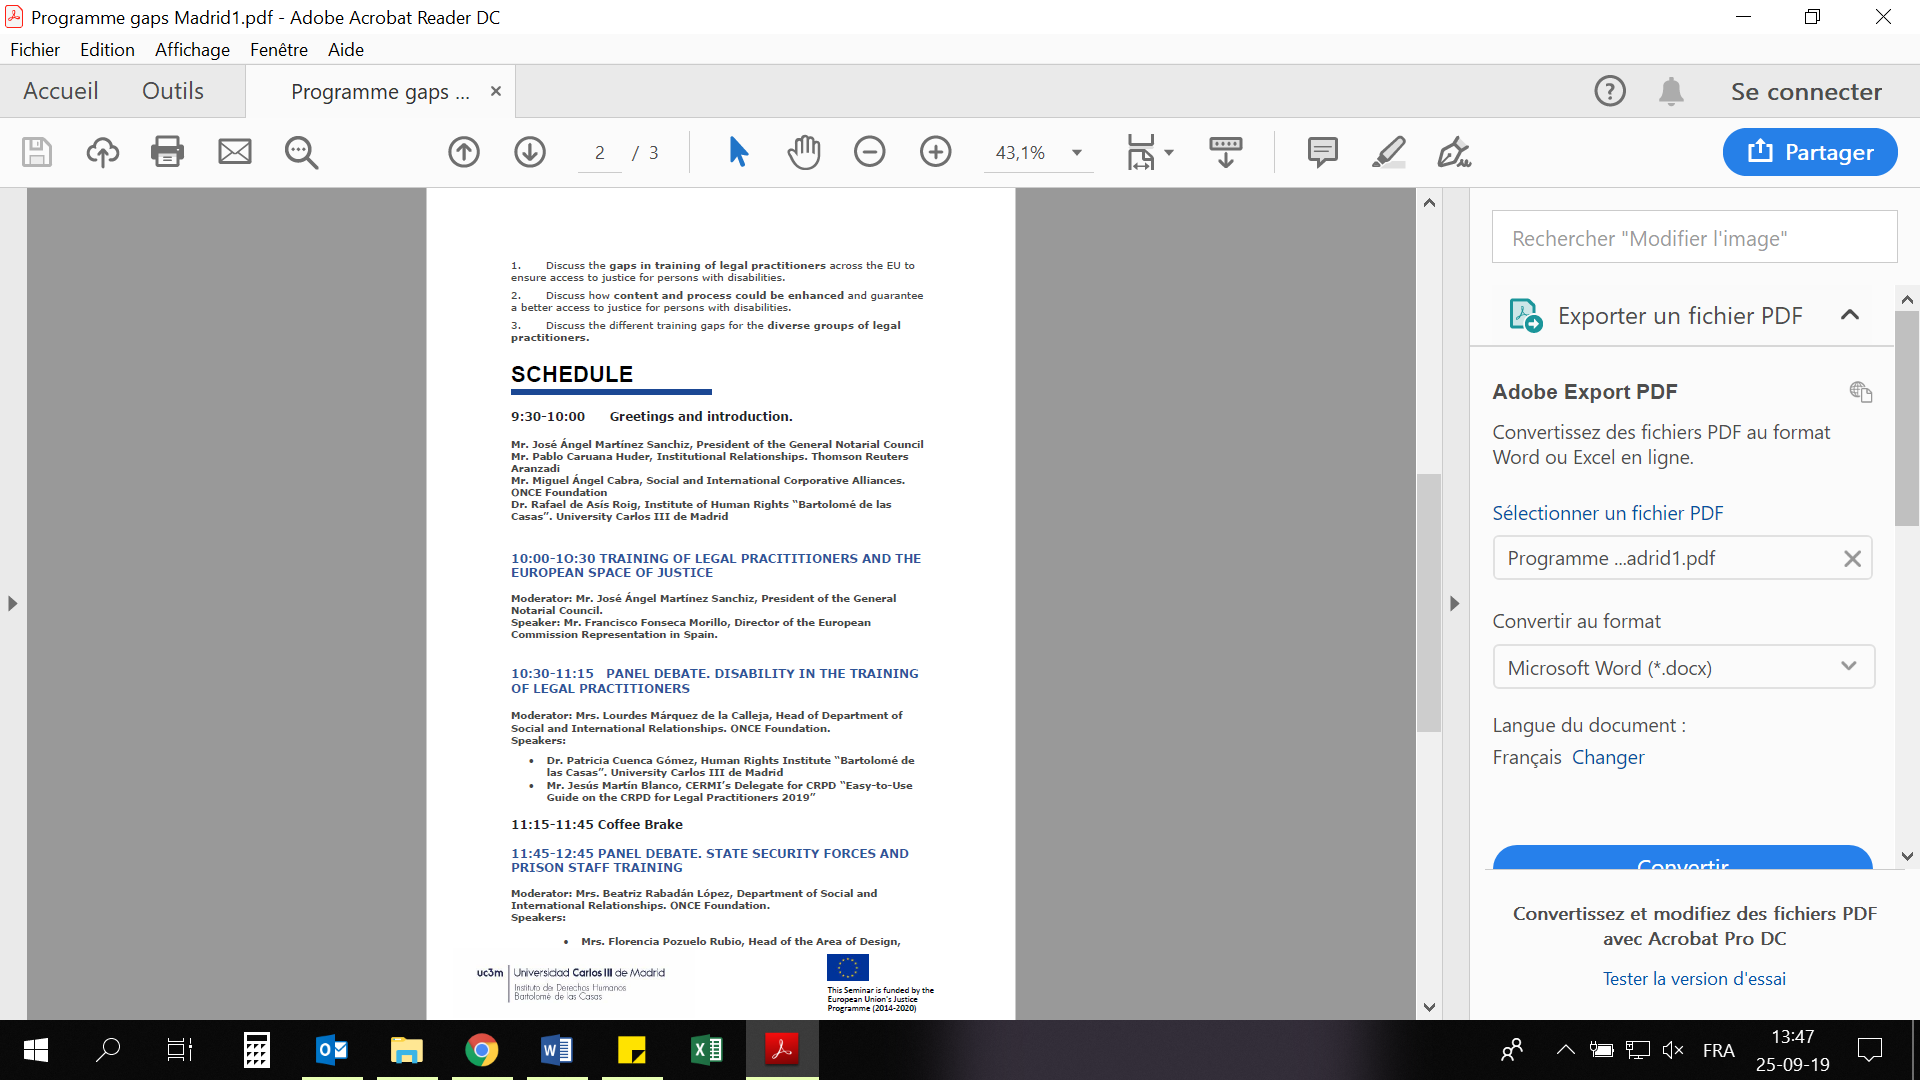 Programme gaps Madrid1.pdf - Adobe Acrobat Reader DC
Fichier Edition Affichage Fenêtre Aide
Accueil Outils Programme gaps ... × Se connecter
2 / 3 43,1% Partager
1. Discuss the gaps in training of legal practitioners across the EU to
ensure access to justice for persons with disabilities.
2. Discuss how content and process could be enhanced and guarantee
a better access to justice for persons with disabilities.
3. Discuss the different training gaps for the diverse groups of legal
practitioners.
SCHEDULE
9:30-10:00 Greetings and introduction.
Mr. José Ángel Martínez Sanchiz, President of the General Notarial Council
Mr. Pablo Caruana Huder, Institutional Relationships. Thomson Reuters
Aranzadi
Mr. Miguel Ángel Cabra, Social and International Corporative Alliances.
ONCE Foundation
Dr. Rafael de Asís Roig, Institute of Human Rights “Bartolomé de las
Casas”. University Carlos III de Madrid
10:00-1O:30 TRAINING OF LEGAL PRACITITIONERS AND THE
EUROPEAN SPACE OF JUSTICE
Moderator: Mr. José Ángel Martínez Sanchiz, President of the General
Notarial Council.
Speaker: Mr. Francisco Fonseca Morillo, Director of the European
Commission Representation in Spain.
10:30-11:15 PANEL DEBATE. DISABILITY IN THE TRAINING
OF LEGAL PRACTITIONERS
Moderator: Mrs. Lourdes Márquez de la Calleja, Head of Department of
Social and International Relationships. ONCE Foundation.
Speakers:
• Dr. Patricia Cuenca Gómez, Human Rights Institute “Bartolomé de
las Casas”. University Carlos III de Madrid
• Mr. Jesús Martín Blanco, CERMI’s Delegate for CRPD “Easy-to-Use
Guide on the CRPD for Legal Practitioners 2019”
11:15-11:45 Coffee Brake
11:45-12:45 PANEL DEBATE. STATE SECURITY FORCES AND
PRISON STAFF TRAINING
Moderator: Mrs. Beatriz Rabadán López, Department of Social and
International Relationships. ONCE Foundation.
Speakers:
• Mrs. Florencia Pozuelo Rubio, Head of the Area of Design,
uc3m Universidad Carlos III de Madrid
Instituto de Derechos Humanos
Bartolomé de las Casas
This Seminar is funded by the
European Union's Justice
Programme (2014-2020)
Rechercher "Modifier l'image"
Exporter un fichier PDF
Adobe Export PDF
Convertissez des fichiers PDF au format
Word ou Excel en ligne.
Sélectionner un fichier PDF
Programme ...adrid1.pdf
Convertir au format
Microsoft Word (*.docx)
Langue du document :
Français Changer
Convertir
Convertissez et modifiez des fichiers PDF
avec Acrobat Pro DC
Tester la version d'essai
FRA
13:47
25-09-19